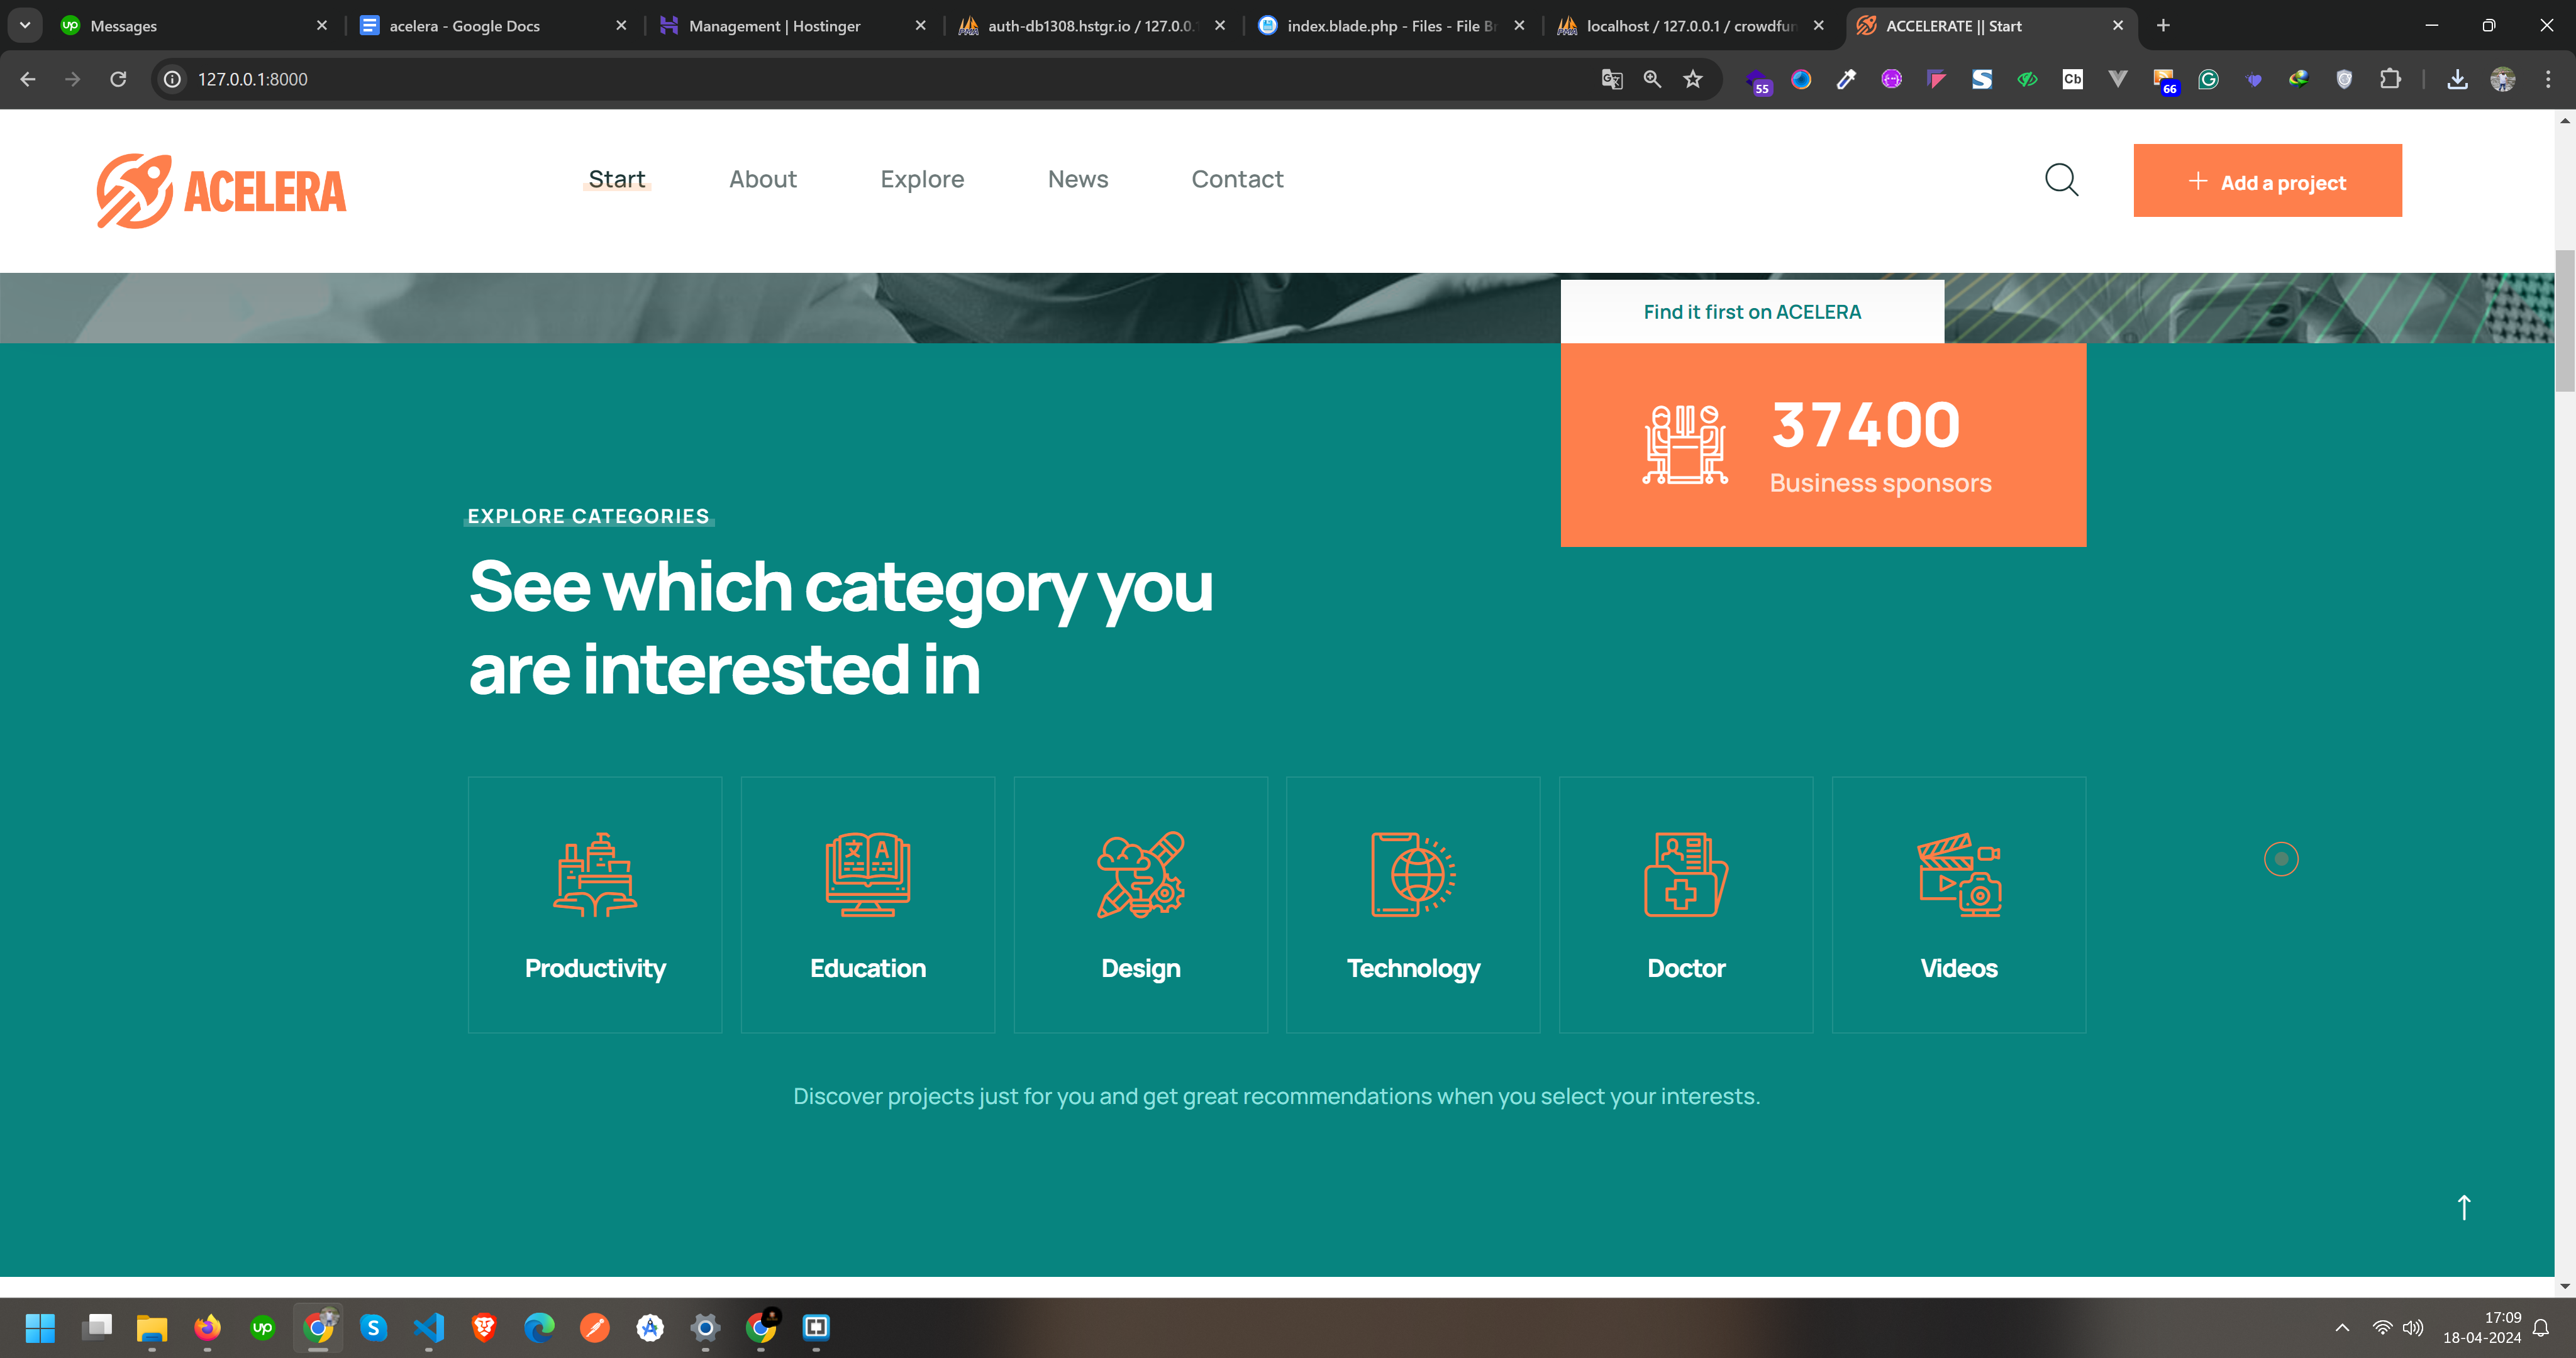 Messages
acelera - Google Docs
Management | Hostinger
auth-db1308.hstgr.io / 127.0.0.1
index.blade.php - Files - File Br
localhost / 127.0.0.1 / crowdfun
ACCELERATE || Start
127.0.0.1:8000
55
Cb
66
ACELERA
Start
About
Explore
News
Contact
Add a project
Find it first on ACELERA
37400
Business sponsors
EXPLORE CATEGORIES
See which category you
are interested in
Productivity
Education
Design
Technology
Doctor
Videos
Discover projects just for you and get great recommendations when you select your interests.
17:09
18-04-2024